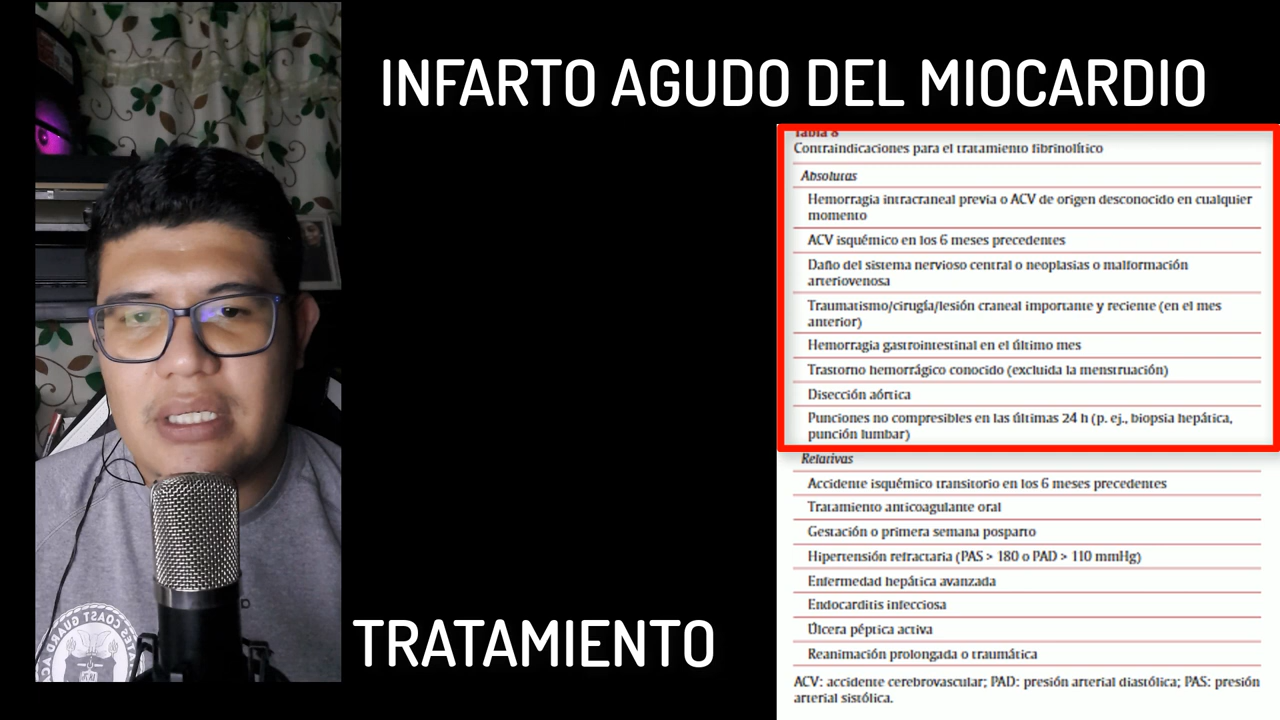 INFARTO AGUDO DEL MIOCARDIO
Tabla 8
Contraindicaciones para el tratamiento fibrinolítico
Absolutas
Hemorragia intracraneal previa o ACV de origen desconocido en cualquier
momento
ACV isquémico en los 6 meses precedentes
Daño del sistema nervioso central o neoplasias o malformación
arteriovenosa
Traumatismo/cirugía/lesión craneal importante y reciente (en el mes
anterior)
Hemorragia gastrointestinal en el último mes
Trastorno hemorrágico conocido (excluida la menstruación)
Disección aórtica
Punciones no compresibles en las últimas 24 h (p. ej., biopsia hepática,
punción lumbar)
Relativas
Accidente isquémico transitorio en los 6 meses precedentes
Tratamiento anticoagulante oral
Gestación o primera semana posparto
Hipertensión refractaria (PAS > 180 o PAD > 110 mmHg)
Enfermedad hepática avanzada
Endocarditis infecciosa
Úlcera péptica activa
Reanimación prolongada o traumática
ACV: accidente cerebrovascular; PAD: presión arterial diastólica; PAS: presión
arterial sistólica.
TRATAMIENTO
COAST GUARD